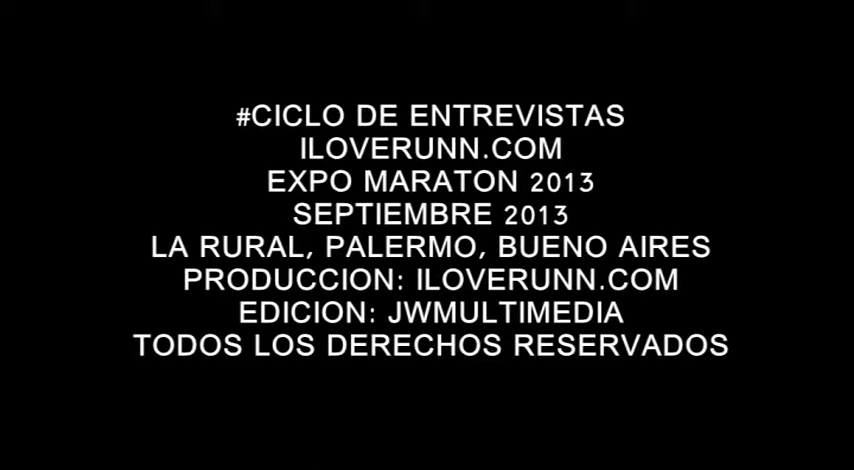 #CICLO DE ENTREVISTAS
ILOVERUNN.COM
EXPO MARATON 2013
SEPTIEMBRE 2013
LA RURAL, PALERMO, BUENO AIRES
PRODUCCION: ILOVERUNN.COM
EDICION: JWMULTIMEDIA
TODOS LOS DERECHOS RESERVADOS